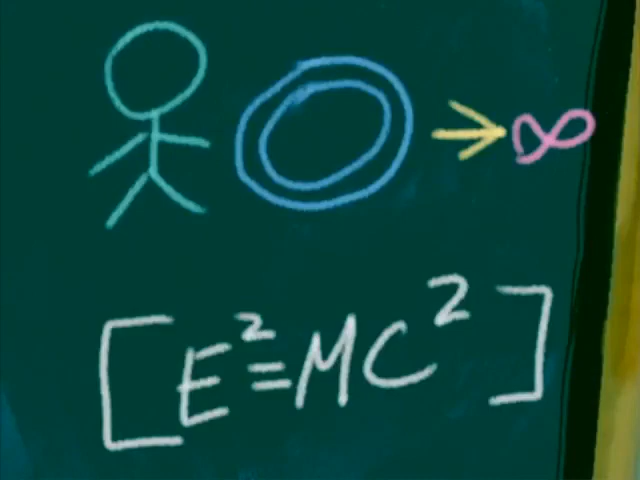 → ∞
[E²=MC²]